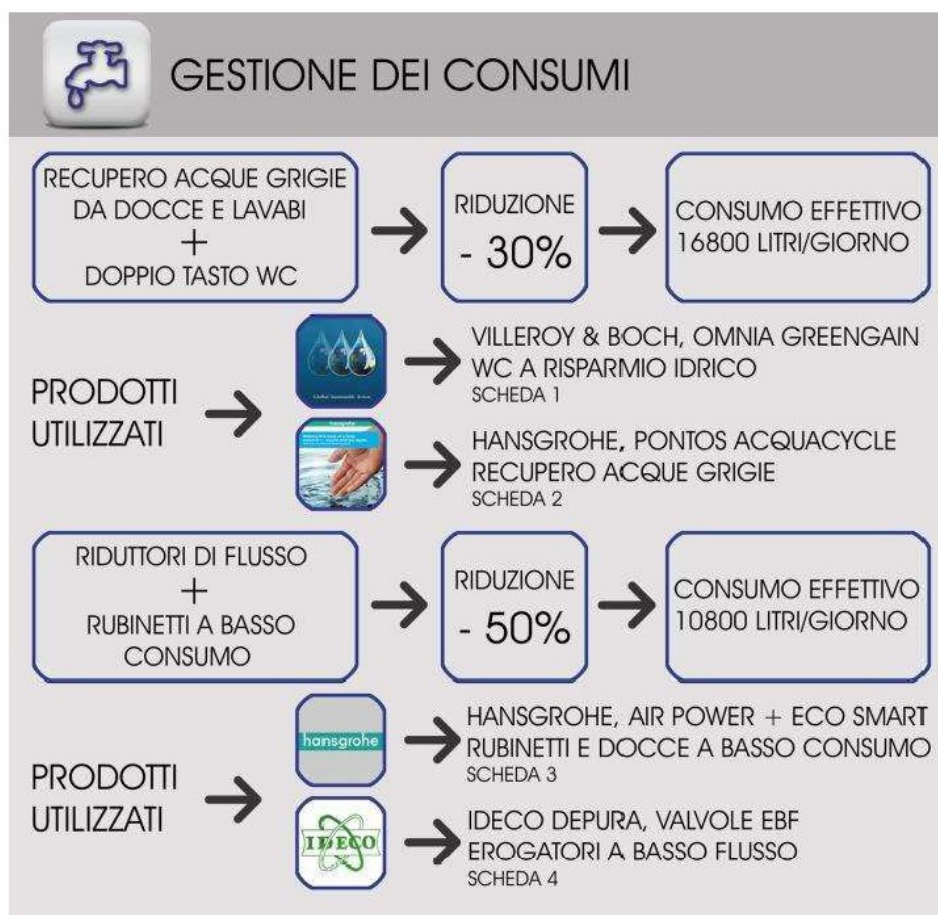 GESTIONE DEI CONSUMI
RECUPERO ACQUE GRIGIE
DA DOCCE E LAVABI
+
DOPPIO TASTO WC
RIDUZIONE
- 30%
CONSUMO EFFETTIVO
16800 LITRI/GIORNO
PRODOTTI
UTILIZZATI
VILLEROY & BOCH, OMNIA GREENGAIN
WC A RISPARMIO IDRICO
SCHEDA 1
hansgrohe
HANSGROHE, PONTOS ACQUACYCLE
RECUPERO ACQUE GRIGIE
SCHEDA 2
RIDUTTORI DI FLUSSO
+
RUBINETTI A BASSO
CONSUMO
RIDUZIONE
- 50%
CONSUMO EFFETTIVO
10800 LITRI/GIORNO
PRODOTTI
UTILIZZATI
hansgrohe
HANSGROHE, AIR POWER + ECO SMART
RUBINETTI E DOCCE A BASSO CONSUMO
SCHEDA 3
IDECO
IDECO DEPURA, VALVOLE EBF
EROGATORI A BASSO FLUSSO
SCHEDA 4